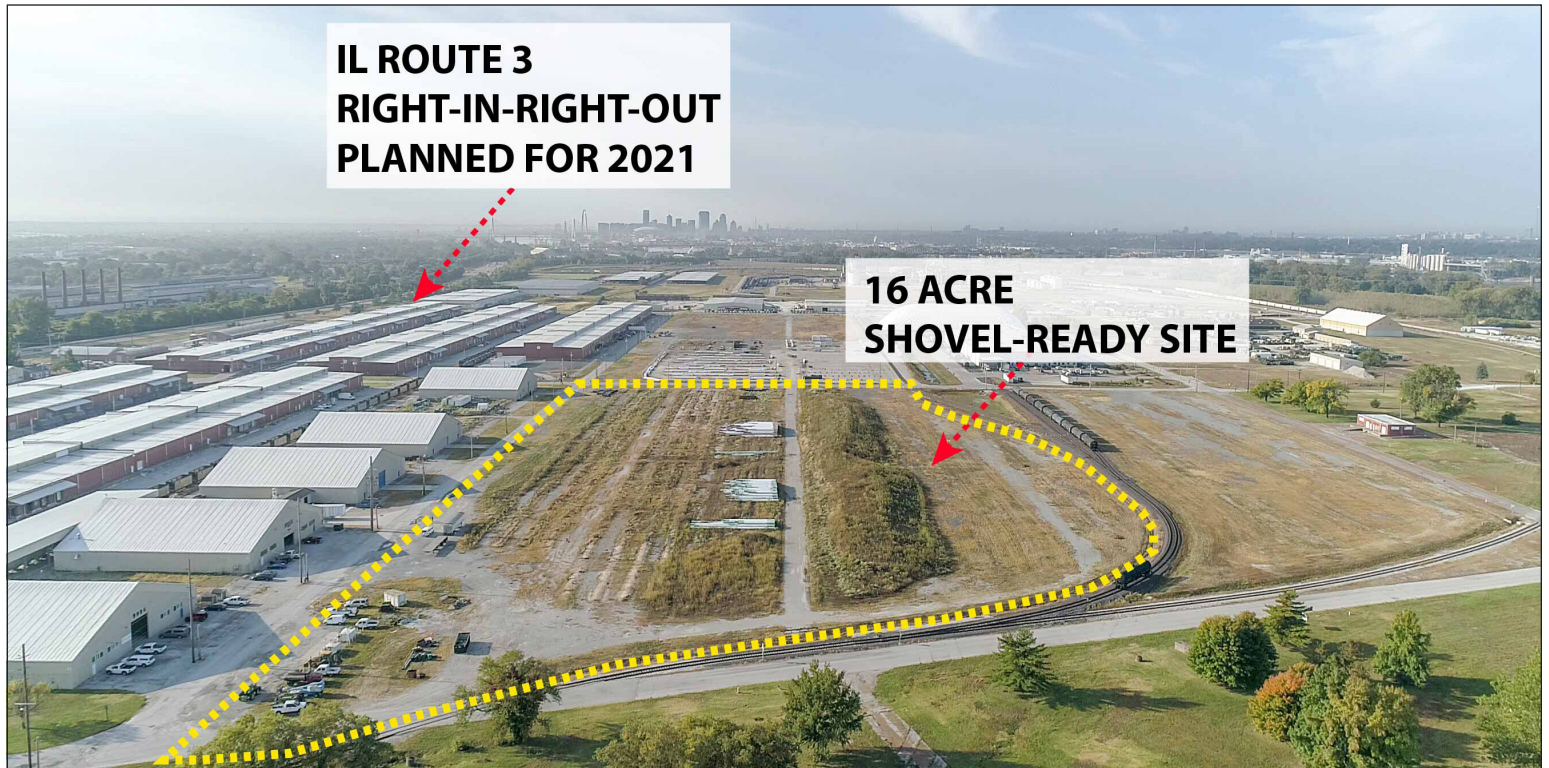 IL ROUTE 3
RIGHT-IN-RIGHT-OUT
PLANNED FOR 2021
16 ACRE
SHOVEL-READY SITE